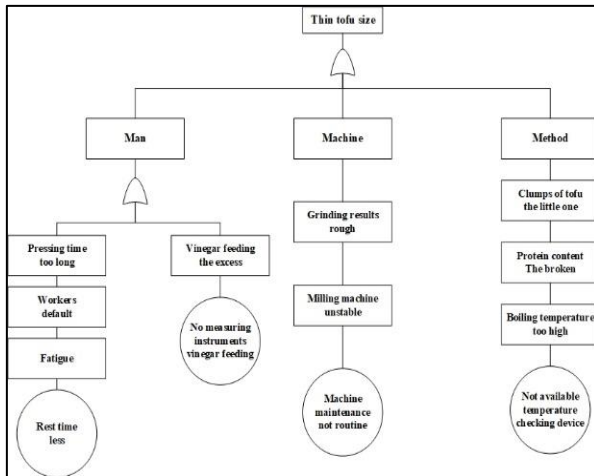 Thin tofu size
Man
Machine
Method
Pressing time
too long
Workers
default
Fatigue
Rest time
less
Vinegar feeding
the excess
No measuring
instruments
vinegar feeding
Grinding results
rough
Milling machine
unstable
Machine
maintenance
not routine
Clumps of tofu
the little one
Protein content
The broken
Boiling temperature
too high
Not available
temperature
checking device